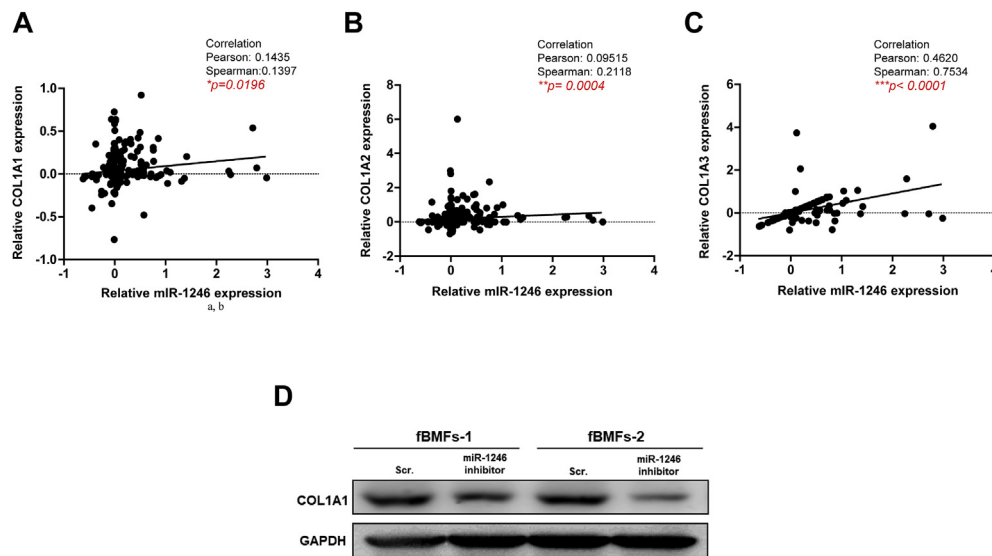 A
Correlation
Pearson: 0.1435
Spearman:0.1397
*p=0.0196
Relative COL1A1 expression
1.0
0.5
0.0
-0.5
-1.0
-1 0 1 2 3 4
Relative mIR-1246 expression
a, b
B
Correlation
Pearson: 0.09515
Spearman: 0.2118
**p= 0.0004
Relative COL1A2 expression
8
6
4
2
0
-2
-1 0 1 2 3 4
Relative mIR-1246 expression
C
Correlation
Pearson: 0.4620
Spearman: 0.7534
***p< 0.0001
Relative COL1A3 expression
6
4
2
0
-2
-1 0 1 2 3 4
Relative mIR-1246 expression
D
fBMFs-1 fBMFs-2
Scr. miR-1246 inhibitor Scr. miR-1246 inhibitor
COL1A1
GAPDH